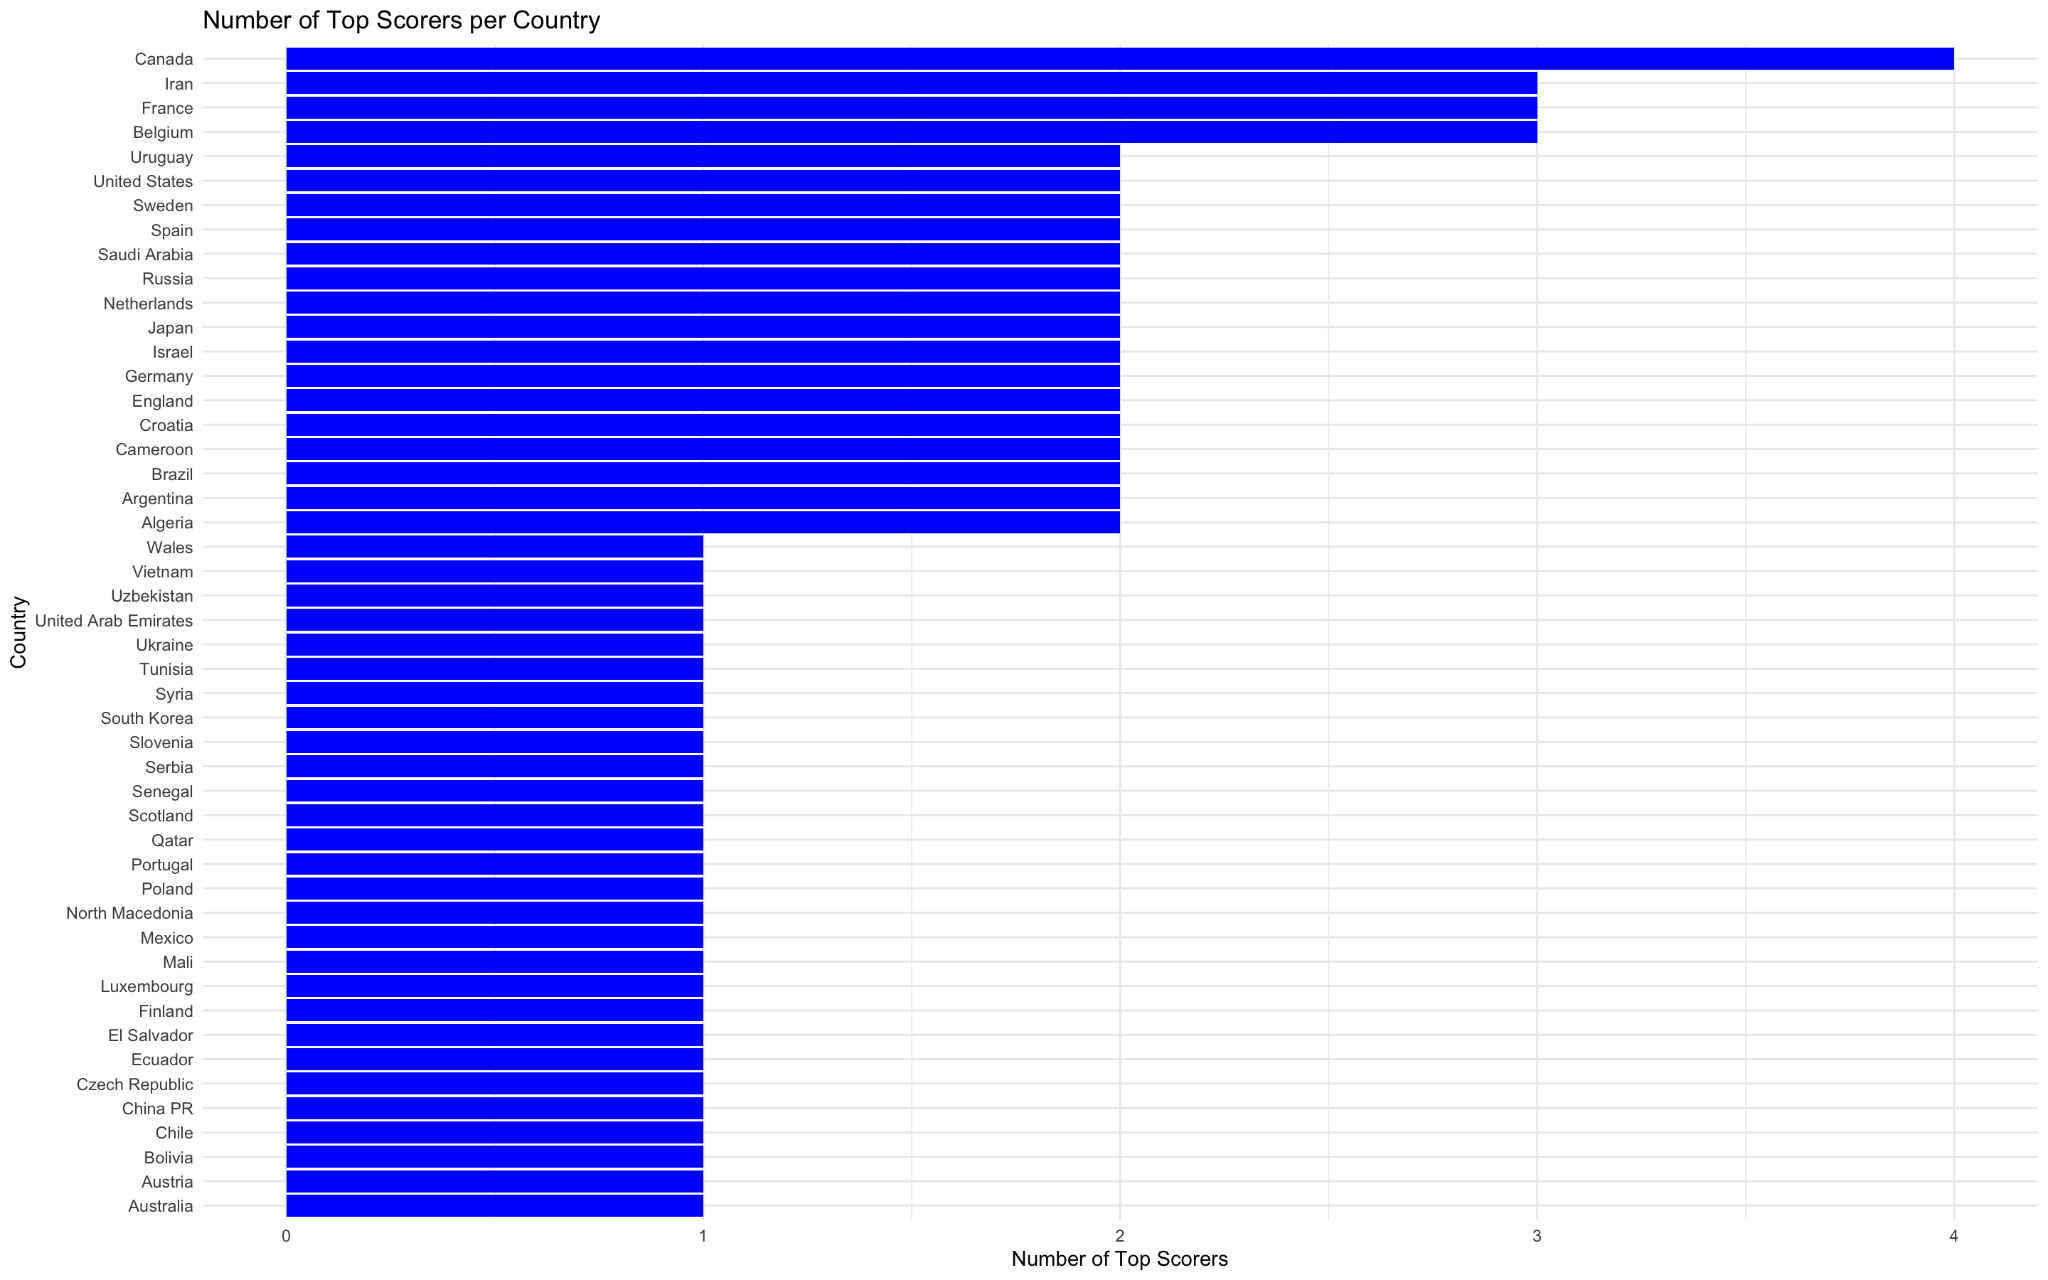 Number of Top Scorers per Country
Canada
Iran
France
Belgium
Uruguay
United States
Sweden
Spain
Saudi Arabia
Russia
Netherlands
Japan
Israel
Germany
England
Croatia
Cameroon
Brazil
Argentina
Algeria
Wales
Vietnam
Uzbekistan
United Arab Emirates
Ukraine
Tunisia
Syria
South Korea
Slovenia
Serbia
Senegal
Scotland
Qatar
Portugal
Poland
North Macedonia
Mexico
Mali
Luxembourg
Finland
El Salvador
Ecuador
Czech Republic
China PR
Chile
Bolivia
Austria
Australia
Country
0 1 2 3 4
Number of Top Scorers